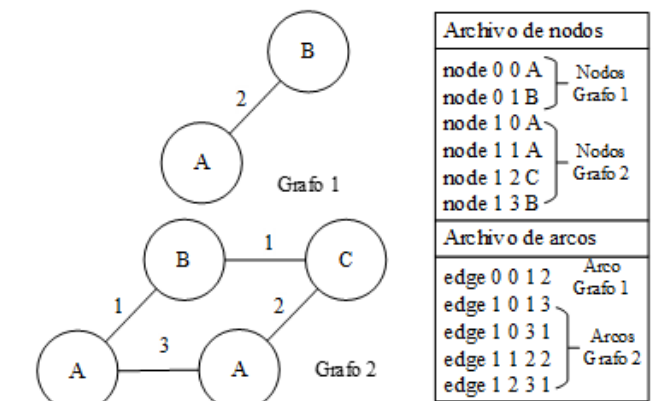 B
2
A
Grafo 1
B
1
C
1
2
3
A
A
Grafo 2
Archivo de nodos
node 0 0 A
node 0 1 B
Nodos
Grafo 1
node 1 0 A
node 1 1 A
node 1 2 C
node 1 3 B
Nodos
Grafo 2
Archivo de arcos
edge 0 0 1 2
Arco
Grafo 1
edge 1 0 1 3
edge 1 0 3 1
edge 1 1 2 2
edge 1 2 3 1
Arcos
Grafo 2